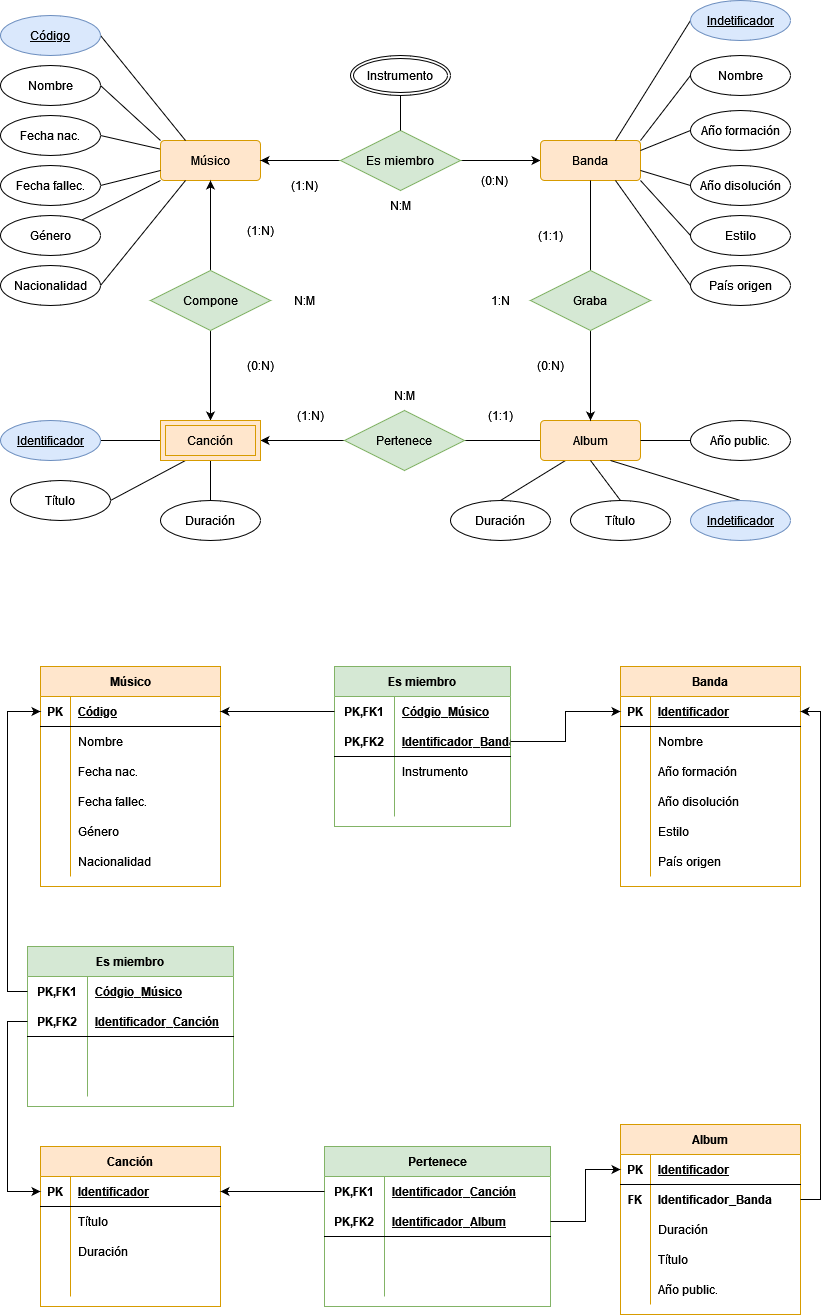 Código
Nombre
Fecha nac.
Fecha fallec.
Género
Nacionalidad
Músico
(1:N)
Instrumento
Es miembro
N:M
(0:N)
Banda
Indetificador
Nombre
Año formación
Año disolución
Estilo
País origen
(1:N)
Compone
N:M
(0:N)
(1:1)
1:N
Graba
(0:N)
Identificador
Canción
Título
Duración
(1:N)
N:M
Pertenece
(1:1)
Album
Año public.
Duración
Título
Indetificador
Músico
PK Código
Nombre
Fecha nac.
Fecha fallec.
Género
Nacionalidad
Es miembro
PK,FK1 Códgio_Músico
PK,FK2 Identificador_Banda
Instrumento
Banda
PK Identificador
Nombre
Año formación
Año disolución
Estilo
País origen
Es miembro
PK,FK1 Códgio_Músico
PK,FK2 Identificador_Canción
Canción
PK Identificador
Título
Duración
Pertenece
PK,FK1 Identificador_Canción
PK,FK2 Identificador_Album
Album
PK Identificador
FK Identificador_Banda
Duración
Título
Año public.